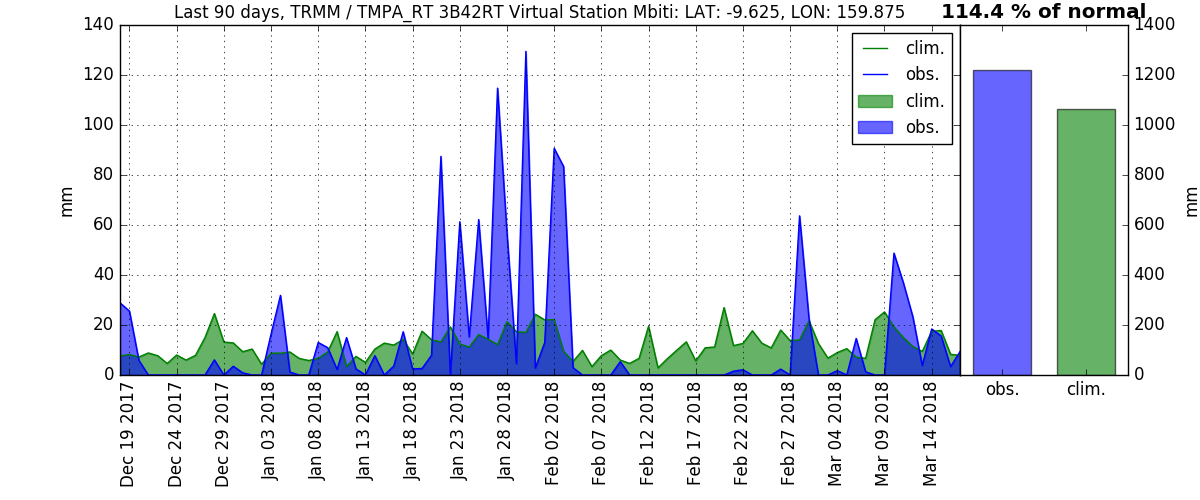 Last 90 days, TRMM / TMPA_RT 3B42RT Virtual Station Mbiti: LAT: -9.625, LON: 159.875
114.4 % of normal
mm
140
120
100
80
60
40
20
0
clim.
obs.
clim.
obs.
1400
1200
1000
800
600
400
200
0
mm
Dec 19 2017
Dec 24 2017
Dec 29 2017
Jan 03 2018
Jan 08 2018
Jan 13 2018
Jan 18 2018
Jan 23 2018
Jan 28 2018
Feb 02 2018
Feb 07 2018
Feb 12 2018
Feb 17 2018
Feb 22 2018
Feb 27 2018
Mar 04 2018
Mar 09 2018
Mar 14 2018
obs.
clim.